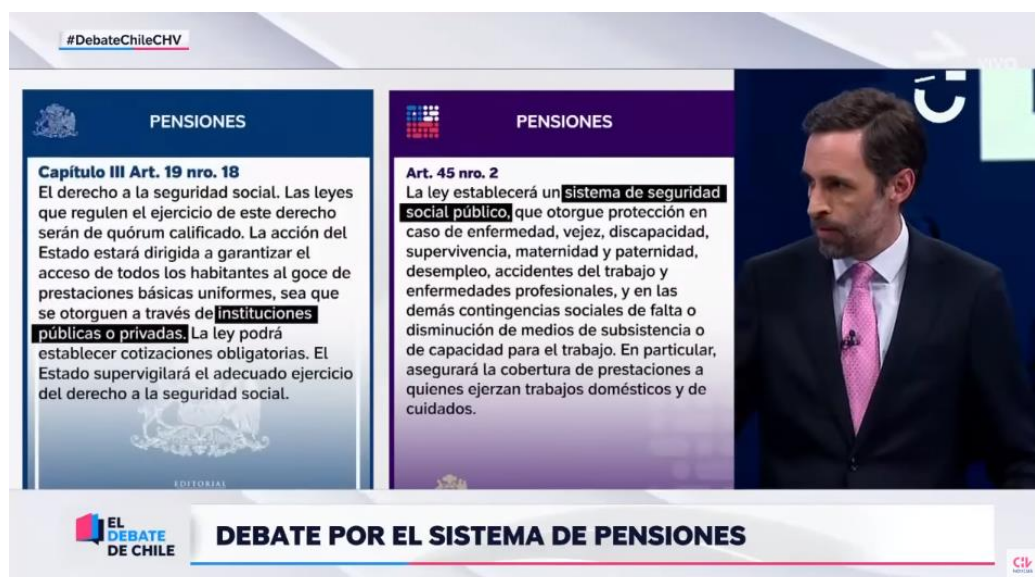 #DebateChileCHV
VIVO
PENSIONES
Capítulo III Art. 19 nro. 18
El derecho a la seguridad social. Las leyes
que regulen el ejercicio de este derecho
serán de quórum calificado. La acción del
Estado estará dirigida a garantizar el
acceso de todos los habitantes al goce de
prestaciones básicas uniformes, sea que
se otorguen a través de instituciones
públicas o privadas. La ley podrá
establecer cotizaciones obligatorias. El
Estado supervigilará el adecuado ejercicio
del derecho a la seguridad social.
EDITORIAL
PENSIONES
Art. 45 nro. 2
La ley establecerá un sistema de seguridad
social público, que otorgue protección en
caso de enfermedad, vejez, discapacidad,
supervivencia, maternidad y paternidad,
desempleo, accidentes del trabajo y
enfermedades profesionales, y en las
demás contingencias sociales de falta o
disminución de medios de subsistencia o
de capacidad para el trabajo. En particular,
asegurará la cobertura de prestaciones a
quienes ejerzan trabajos domésticos y de
cuidados.
EL
DEBATE
DE CHILE
DEBATE POR EL SISTEMA DE PENSIONES